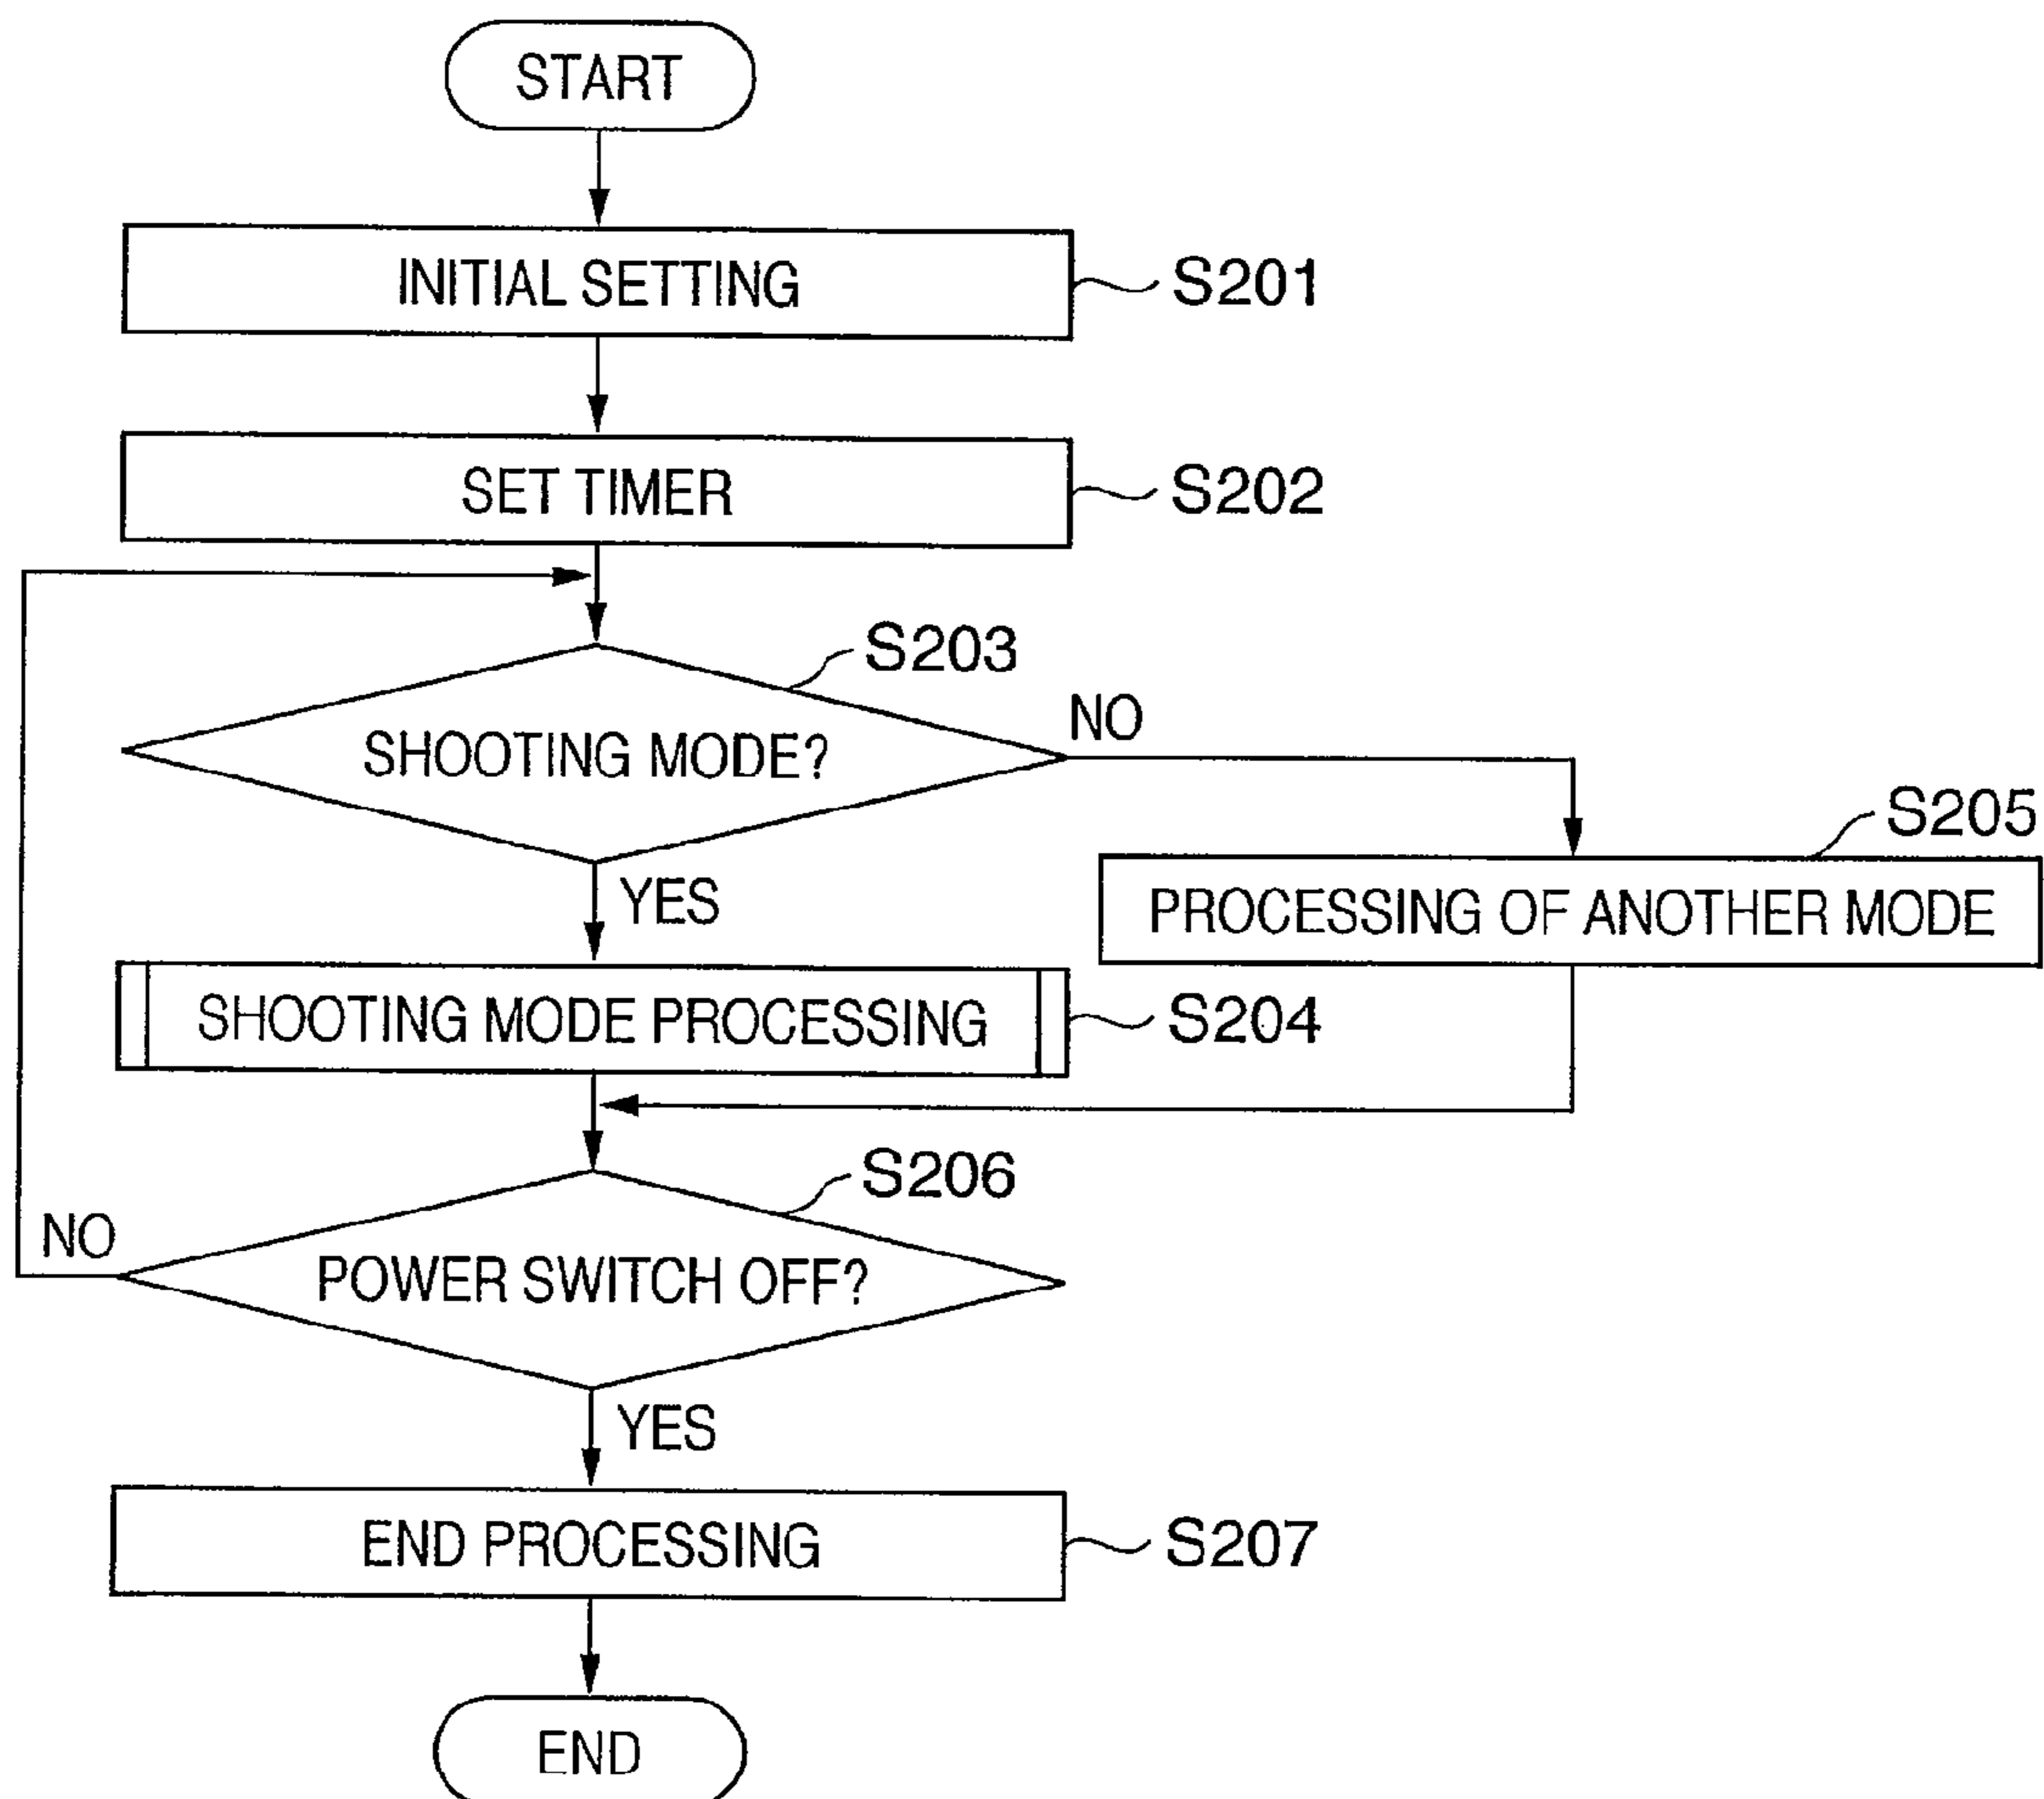 START
INITIAL SETTING
S201
SET TIMER
S202
S203
SHOOTING MODE?
NO
S205
YES
PROCESSING OF ANOTHER MODE
SHOOTING MODE PROCESSING
S204
S206
NO
POWER SWITCH OFF?
YES
END PROCESSING
S207
END